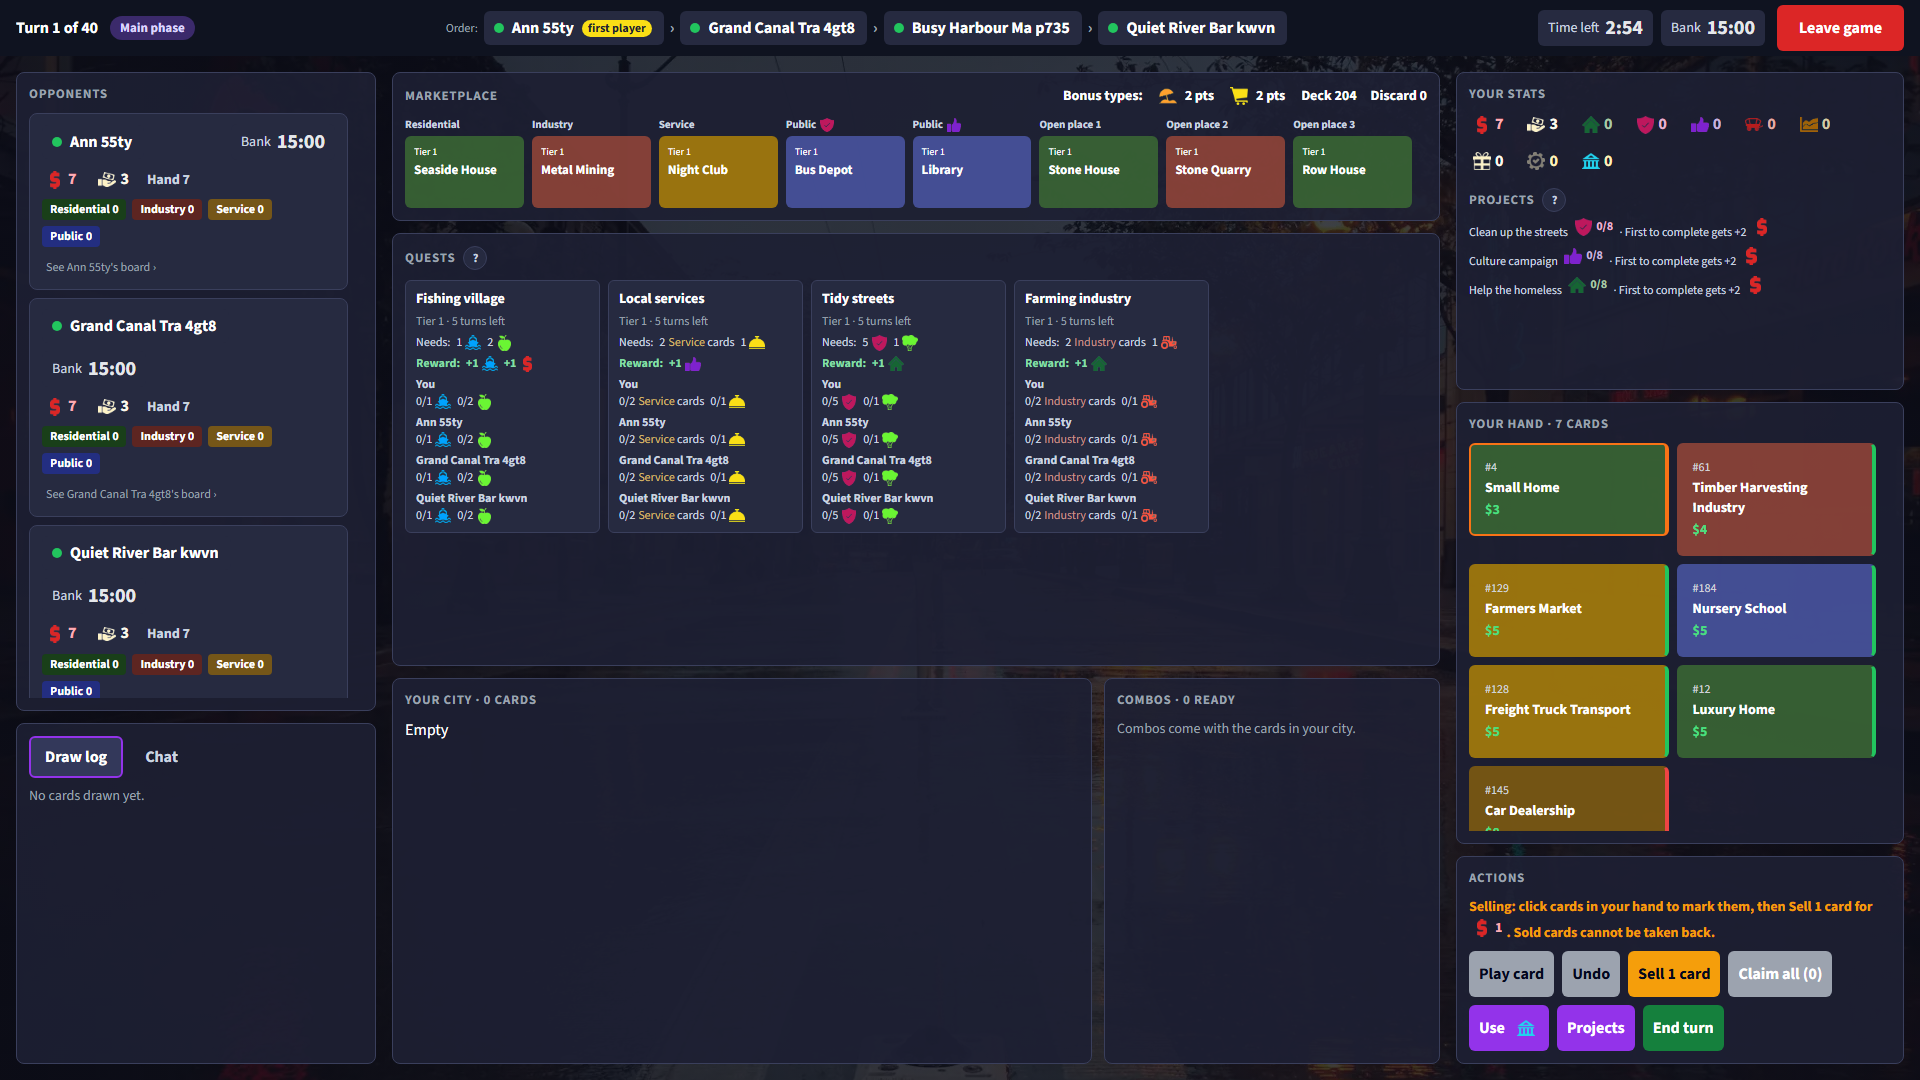 Turn 1 of 40 Main phase
Order: Ann 55ty first player › Grand Canal Tra 4gt8 › Busy Harbour Ma p735 › Quiet River Bar kwvn
Time left 2:54 Bank 15:00 Leave game
OPPONENTS
Ann 55ty Bank 15:00
7 3 Hand 7
Residential 0 Industry 0 Service 0
Public 0
See Ann 55ty's board ›
Grand Canal Tra 4gt8
Bank 15:00
7 3 Hand 7
Residential 0 Industry 0 Service 0
Public 0
See Grand Canal Tra 4gt8's board ›
Quiet River Bar kwvn
Bank 15:00
7 3 Hand 7
Residential 0 Industry 0 Service 0
Public 0
Draw log Chat
No cards drawn yet.
MARKETPLACE
Bonus types: 2 pts 2 pts Deck 204 Discard 0
Residential Industry Service Public Public Open place 1 Open place 2 Open place 3
Tier 1 Tier 1 Tier 1 Tier 1 Tier 1 Tier 1 Tier 1 Tier 1
Seaside House Metal Mining Night Club Bus Depot Library Stone House Stone Quarry Row House
QUESTS ?
Fishing village
Tier 1 · 5 turns left
Needs: 1 2
Reward: +1 +1
You
0/1 0/2
Ann 55ty
0/1 0/2
Grand Canal Tra 4gt8
0/1 0/2
Quiet River Bar kwvn
0/1 0/2
Local services
Tier 1 · 5 turns left
Needs: 2 Service cards 1
Reward: +1
You
0/2 Service cards 0/1
Ann 55ty
0/2 Service cards 0/1
Grand Canal Tra 4gt8
0/2 Service cards 0/1
Quiet River Bar kwvn
0/2 Service cards 0/1
Tidy streets
Tier 1 · 5 turns left
Needs: 5 1
Reward: +1
You
0/5 0/1
Ann 55ty
0/5 0/1
Grand Canal Tra 4gt8
0/5 0/1
Quiet River Bar kwvn
0/5 0/1
Farming industry
Tier 1 · 5 turns left
Needs: 2 Industry cards 1
Reward: +1
You
0/2 Industry cards 0/1
Ann 55ty
0/2 Industry cards 0/1
Grand Canal Tra 4gt8
0/2 Industry cards 0/1
Quiet River Bar kwvn
0/2 Industry cards 0/1
YOUR CITY · 0 CARDS
Empty
COMBOS · 0 READY
Combos come with the cards in your city.
YOUR STATS
7 3 0 0 0 0 0
0 0 0
PROJECTS ?
Clean up the streets 0/8 · First to complete gets +2
Culture campaign 0/8 · First to complete gets +2
Help the homeless 0/8 · First to complete gets +2
YOUR HAND · 7 CARDS
#4
Small Home
$3
#61
Timber Harvesting
Industry
$4
#129
Farmers Market
$5
#184
Nursery School
$5
#128
Freight Truck Transport
$5
#12
Luxury Home
$5
#145
Car Dealership
ACTIONS
Selling: click cards in your hand to mark them, then Sell 1 card for
1 . Sold cards cannot be taken back.
Play card Undo Sell 1 card Claim all (0)
Use Projects End turn